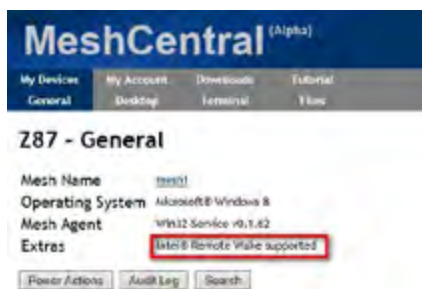 MeshCentral (Alpha)
My Devices My Account Downloads Tutorial
General Desktop Terminal Files
Z87 - General
Mesh Name mesh1
Operating System Microsoft® Windows 8
Mesh Agent Win32 Service v0.1.62
Extras Intel® Remote Wake supported
Power Actions Audit Log Search